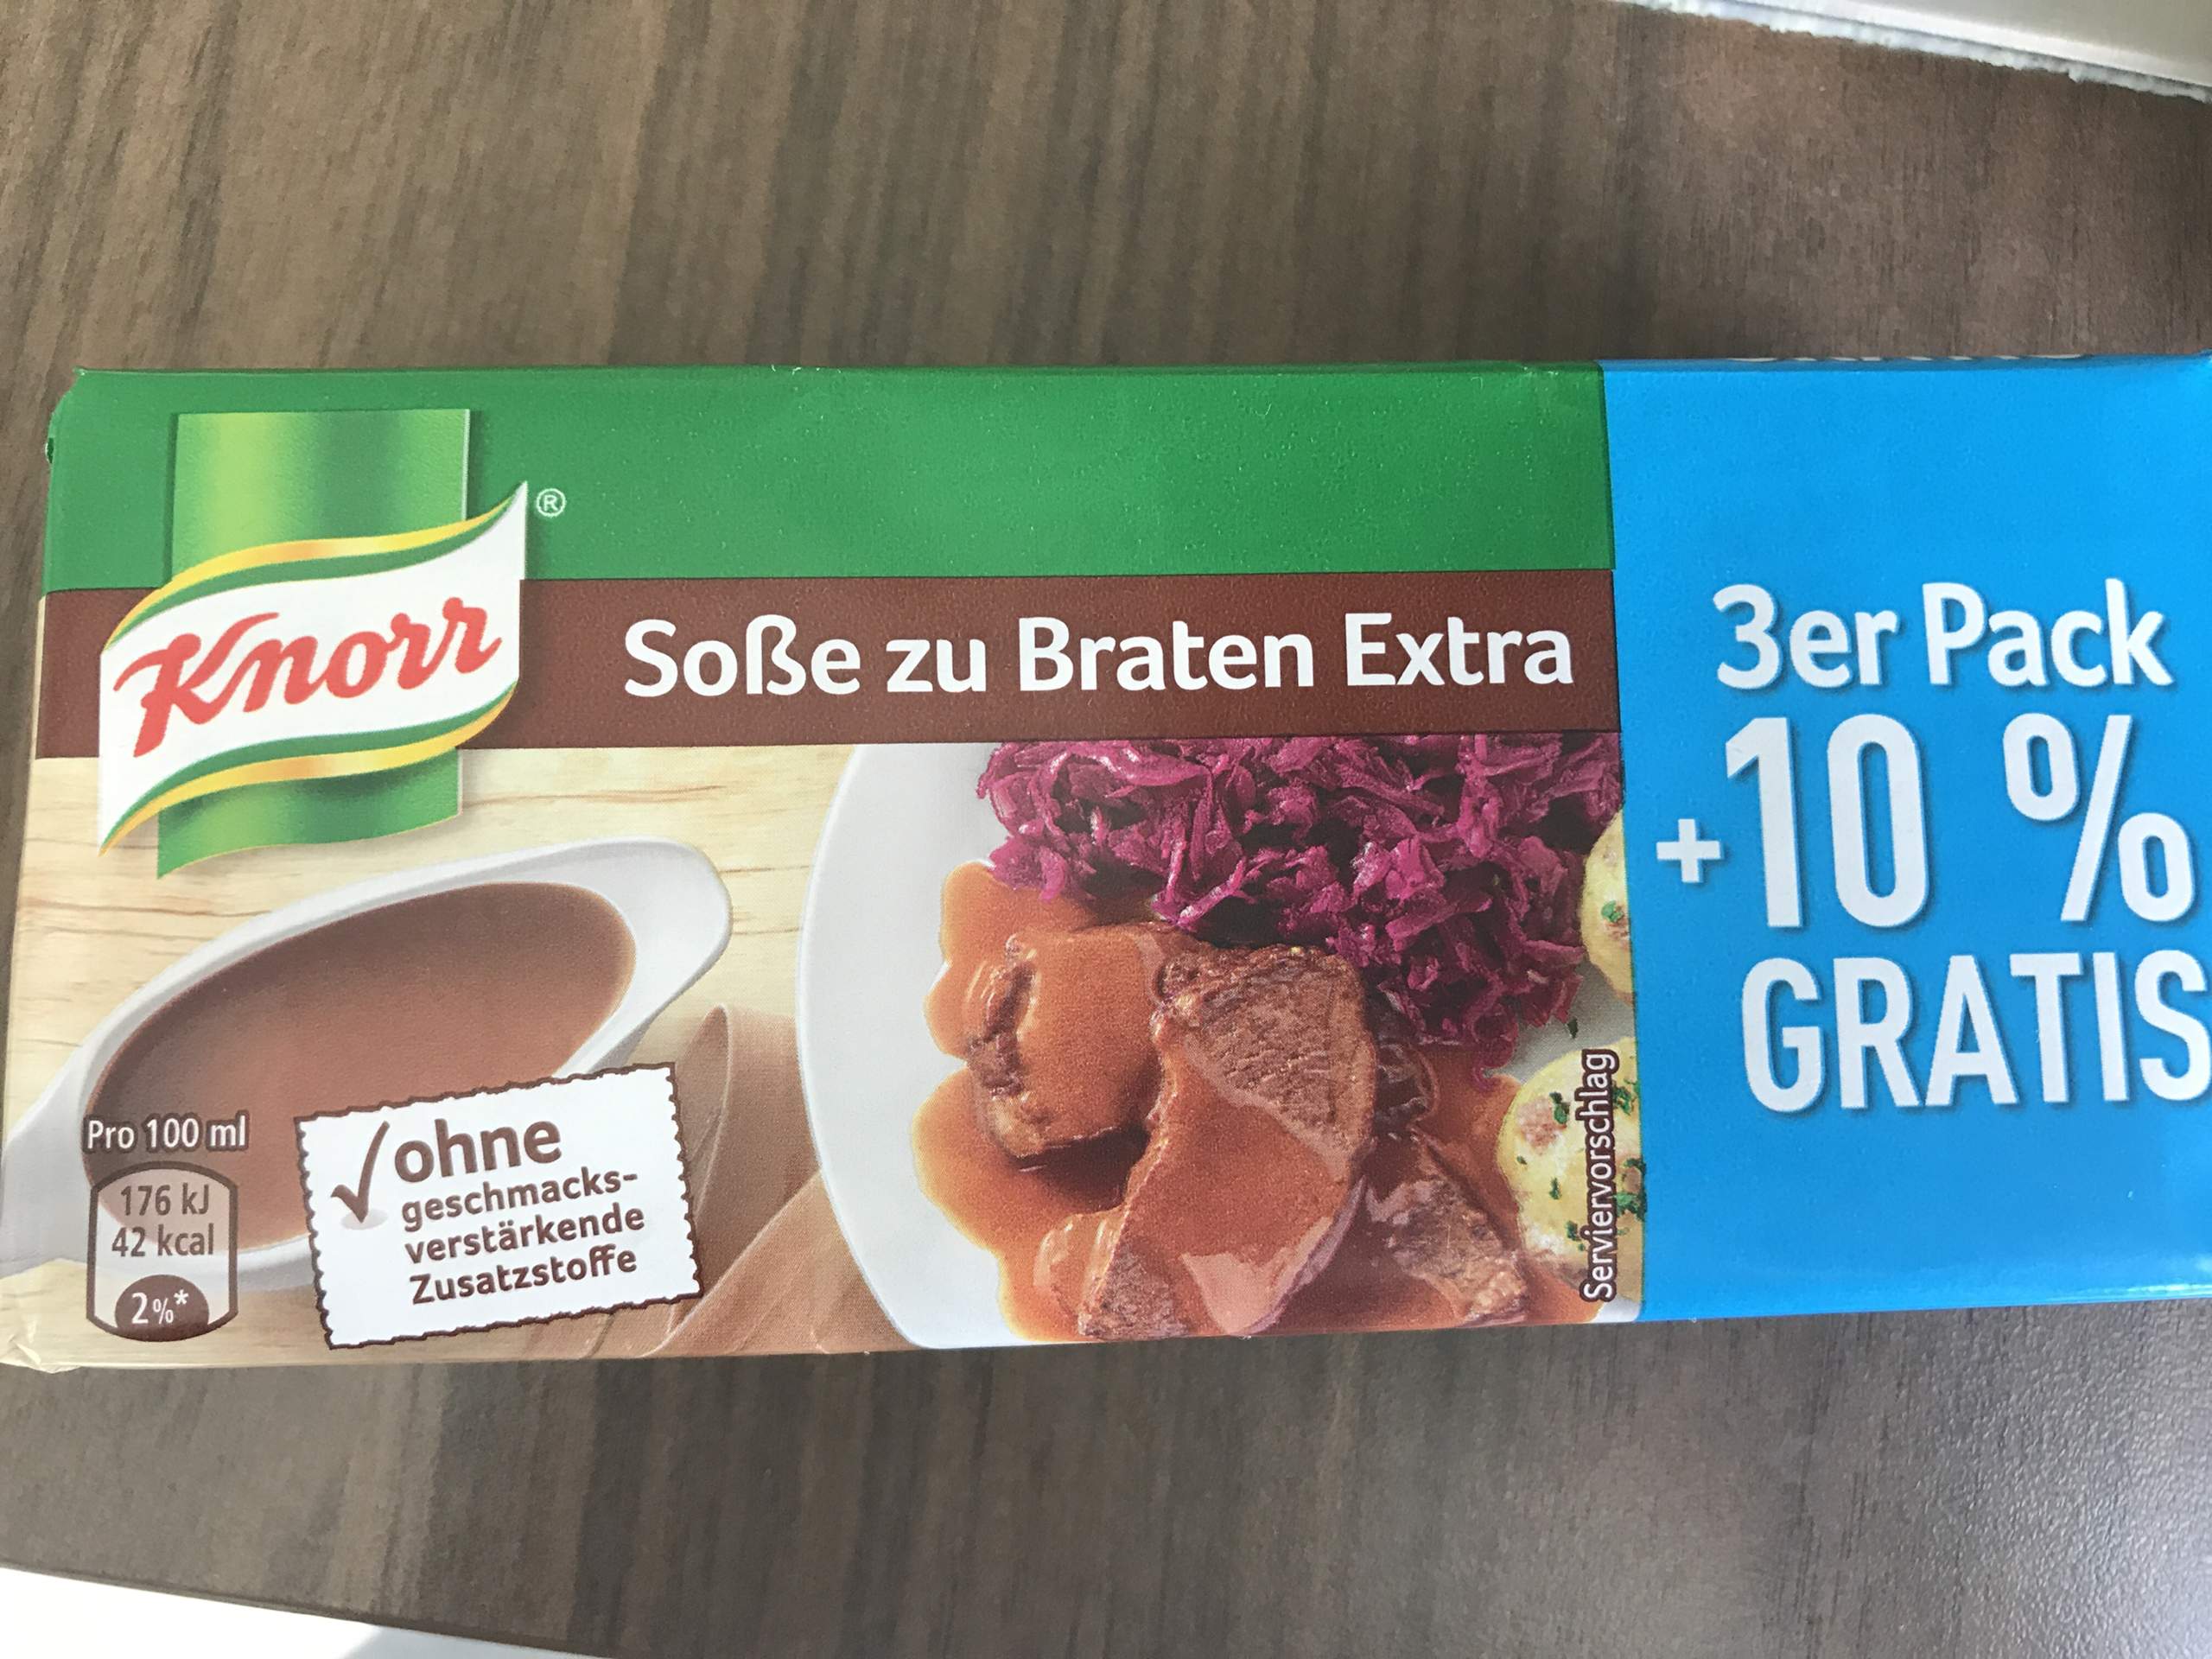 Knorr
®
Soße zu Braten Extra
3er Pack
+10 %
GRATIS
Pro 100 ml
176 kJ
42 kcal
2%*
ohne
geschmacks-
verstärkende
Zusatzstoffe
Serviervorschlag